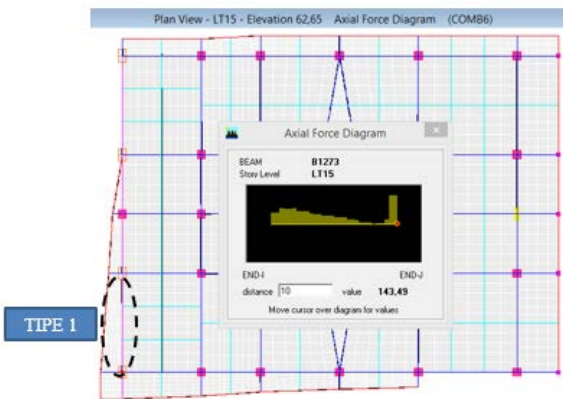 Plan View - LT15 - Elevation 62,65 Axial Force Diagram (COMB6)
Axial Force Diagram
BEAM B1273
Story Level LT15
END-I END-J
distance 10 value 143,49
Move cursor over diagram for values
TIPE 1